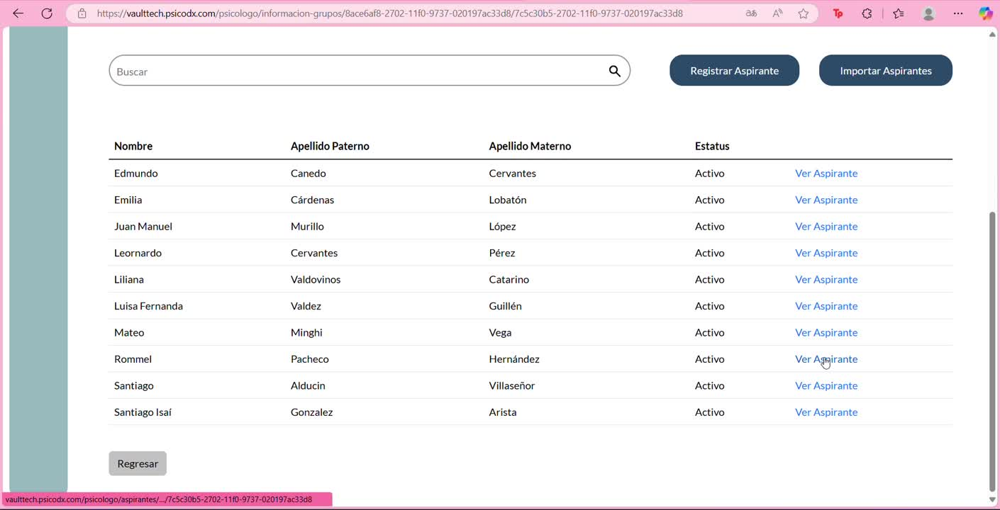 https://vaulttech.psicodx.com/psicologo/informacion-grupos/8ace6af8-2702-11f0-9737-020197ac33d8/7c5c30b5-2702-11f0-9737-020197ac33d8
Buscar
Registrar Aspirante
Importar Aspirantes
Nombre Apellido Paterno Apellido Materno Estatus
Edmundo Canedo Cervantes Activo Ver Aspirante
Emilia Cárdenas Lobatón Activo Ver Aspirante
Juan Manuel Murillo López Activo Ver Aspirante
Leornardo Cervantes Pérez Activo Ver Aspirante
Liliana Valdovinos Catarino Activo Ver Aspirante
Luisa Fernanda Valdez Guillén Activo Ver Aspirante
Mateo Minghi Vega Activo Ver Aspirante
Rommel Pacheco Hernández Activo Ver Aspirante
Santiago Alducin Villaseñor Activo Ver Aspirante
Santiago Isaí Gonzalez Arista Activo Ver Aspirante
Regresar
vaulttech.psicodx.com/psicologo/aspirantes/.../7c5c30b5-2702-11f0-9737-020197ac33d8